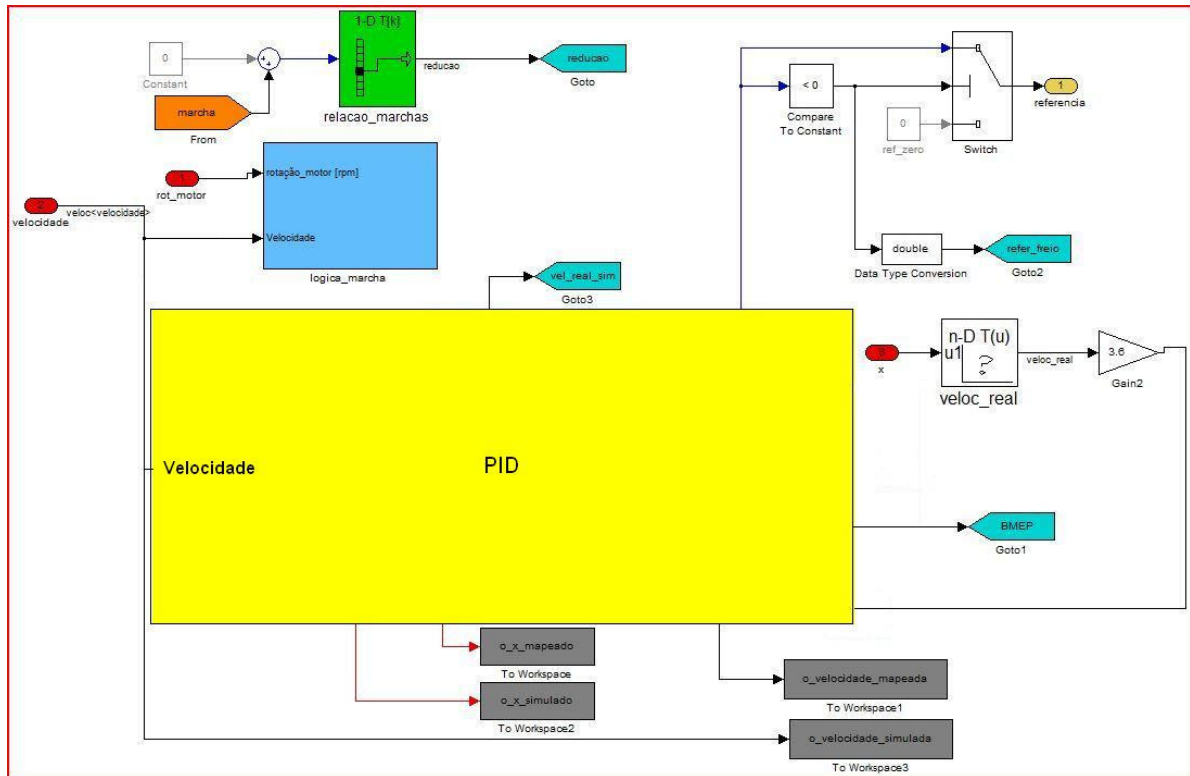 1-D T[k]
0
Constant
marcha
From
reducao
relacao_marchas
reducao
Goto
< 0
Compare
To Constant
0
ref_zero
Switch
1
referencia
1
rot_motor
rotação_motor [rpm]
2
velocidade
veloc<velocidade>
Velocidade
logica_marcha
double
Data Type Conversion
refer_freio
Goto2
vel_real_sim
Goto3
x
n-D T(u)
u1
?
veloc_real
veloc_real
3.6
Gain2
Velocidade
PID
BMEP
Goto1
o_x_mapeado
To Workspace
o_x_simulado
To Workspace2
o_velocidade_mapeada
To Workspace1
o_velocidade_simulada
To Workspace3